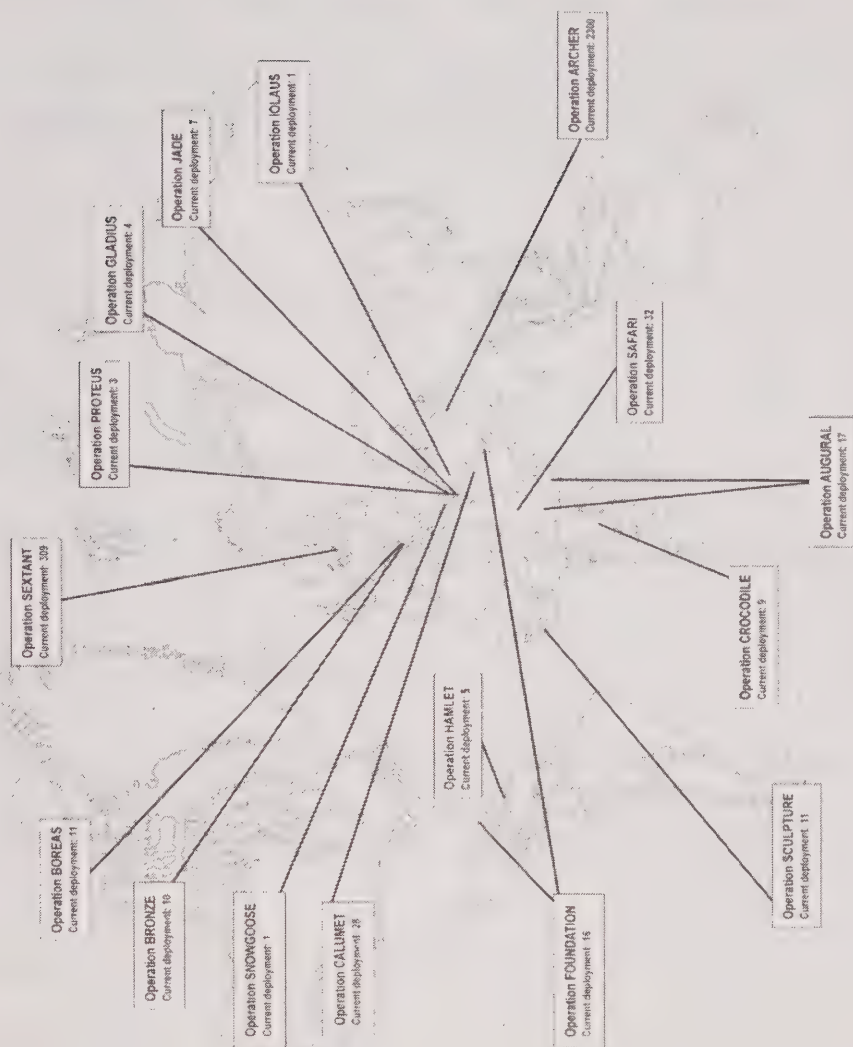 Operation SEXTANT
Current deployment: 309
Operation BOREAS
Current deployment: 11
Operation PROTEUS
Current deployment: 3
Operation GLADIUS
Current deployment: 4
Operation BRONZE
Current deployment: 10
Operation JADE
Current deployment: 7
Operation SNOWGOOSE
Current deployment: 1
Operation IOLAUS
Current deployment: 1
Operation CALUMET
Current deployment: 28
Operation HAMLET
Current deployment: 5
Operation FOUNDATION
Current deployment: 16
Operation ARCHER
Current deployment: 2300
Operation SAFARI
Current deployment: 32
Operation CROCODILE
Current deployment: 9
Operation SCULPTURE
Current deployment: 11
Operation AUGURAL
Current deployment: 17